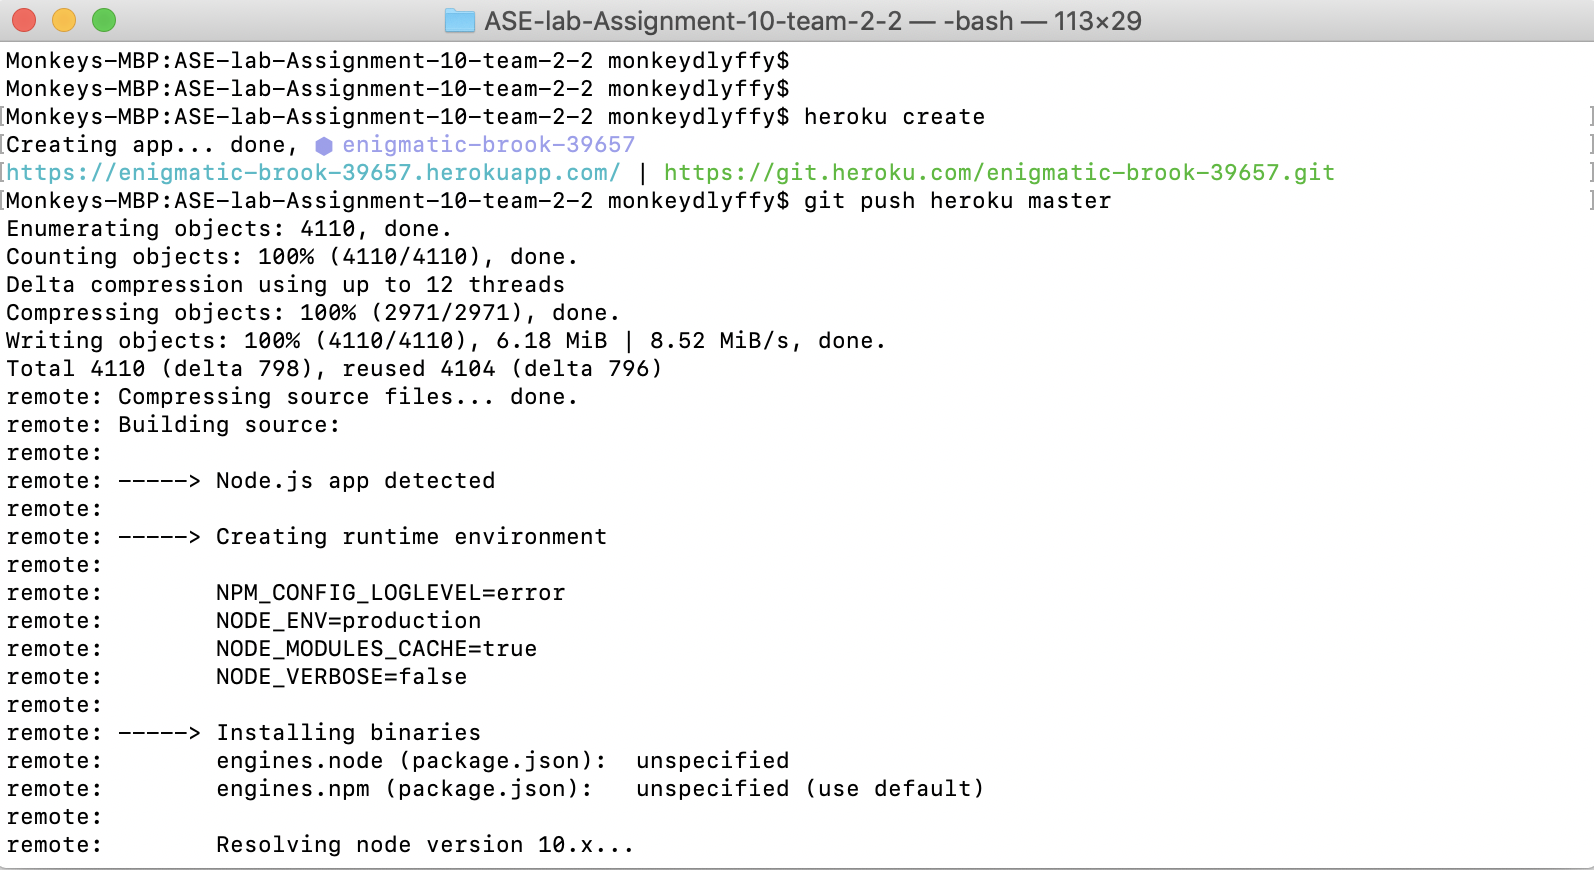 ASE-lab-Assignment-10-team-2-2 — -bash — 113×29
Monkeys-MBP:ASE-lab-Assignment-10-team-2-2 monkeydlyffy$
Monkeys-MBP:ASE-lab-Assignment-10-team-2-2 monkeydlyffy$
[Monkeys-MBP:ASE-lab-Assignment-10-team-2-2 monkeydlyffy$ heroku create ]
[Creating app... done, ⬢ enigmatic-brook-39657 ]
[https://enigmatic-brook-39657.herokuapp.com/ | https://git.heroku.com/enigmatic-brook-39657.git ]
[Monkeys-MBP:ASE-lab-Assignment-10-team-2-2 monkeydlyffy$ git push heroku master ]
Enumerating objects: 4110, done.
Counting objects: 100% (4110/4110), done.
Delta compression using up to 12 threads
Compressing objects: 100% (2971/2971), done.
Writing objects: 100% (4110/4110), 6.18 MiB | 8.52 MiB/s, done.
Total 4110 (delta 798), reused 4104 (delta 796)
remote: Compressing source files... done.
remote: Building source:
remote:
remote: -----> Node.js app detected
remote:
remote: -----> Creating runtime environment
remote:
remote:        NPM_CONFIG_LOGLEVEL=error
remote:        NODE_ENV=production
remote:        NODE_MODULES_CACHE=true
remote:        NODE_VERBOSE=false
remote:
remote: -----> Installing binaries
remote:        engines.node (package.json):  unspecified
remote:        engines.npm (package.json):   unspecified (use default)
remote:
remote:        Resolving node version 10.x...